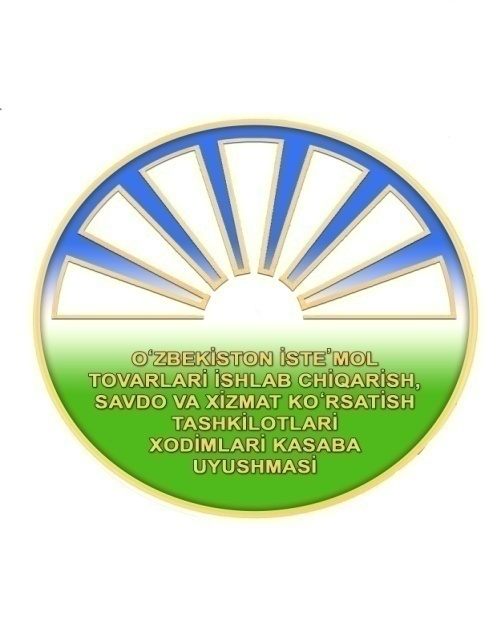 O‘ZBEKİSTON İSTE’MOL
TOVARLARİ İSHLAB CHİQARİSH,
SAVDO VA XİZMAT KO‘RSATİSH
TASHKİLOTLARİ
XODİMLARİ KASABA
UYUSHMASİ